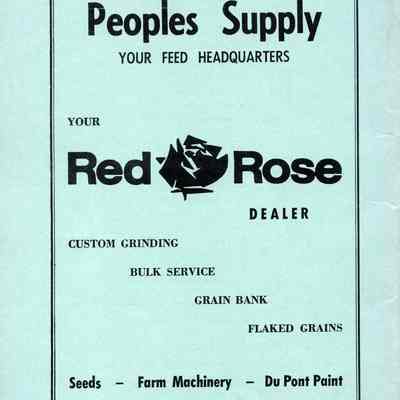 Peoples Supply
YOUR FEED HEADQUARTERS
YOUR
Red Rose
DEALER
CUSTOM GRINDING
BULK SERVICE
GRAIN BANK
FLAKED GRAINS
Seeds – Farm Machinery – Du Pont Paint